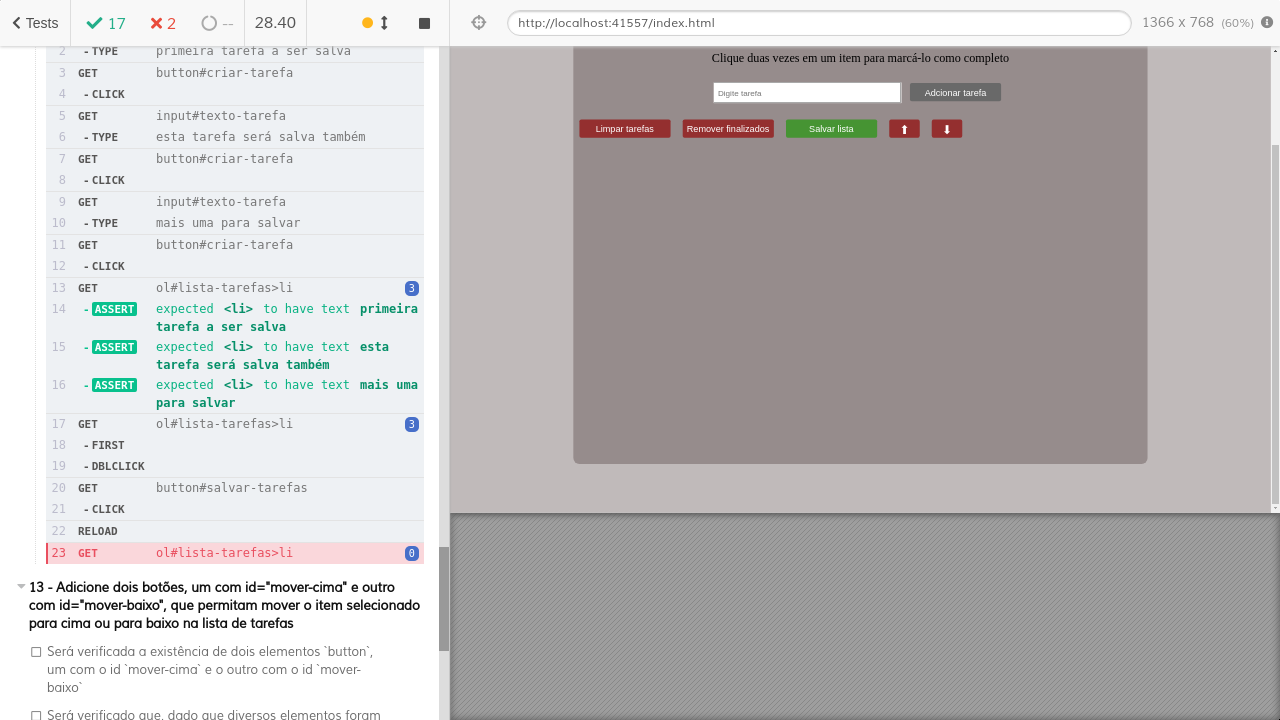 Tests
17
2
--
28.40
http://localhost:41557/index.html
1366 x 768 (60%)
2 - TYPE primeira tarefa a ser salva
3 GET button#criar-tarefa
4 - CLICK
5 GET input#texto-tarefa
6 - TYPE esta tarefa será salva também
7 GET button#criar-tarefa
8 - CLICK
9 GET input#texto-tarefa
10 - TYPE mais uma para salvar
11 GET button#criar-tarefa
12 - CLICK
13 GET ol#lista-tarefas>li 3
14 - ASSERT expected <li> to have text primeira
tarefa a ser salva
15 - ASSERT expected <li> to have text esta
tarefa será salva também
16 - ASSERT expected <li> to have text mais uma
para salvar
17 GET ol#lista-tarefas>li 3
18 - FIRST
19 - DBLCLICK
20 GET button#salvar-tarefas
21 - CLICK
22 RELOAD
23 GET ol#lista-tarefas>li 0
13 - Adicione dois botões, um com id="mover-cima" e outro
com id="mover-baixo", que permitam mover o item selecionado
para cima ou para baixo na lista de tarefas
Será verificada a existência de dois elementos `button`,
um com o id `mover-cima` e o outro com o id `mover-
baixo`
Será verificado que, dado que diversos elementos foram
Clique duas vezes em um item para marcá-lo como completo
Digite tarefa
Adcionar tarefa
Limpar tarefas
Remover finalizados
Salvar lista